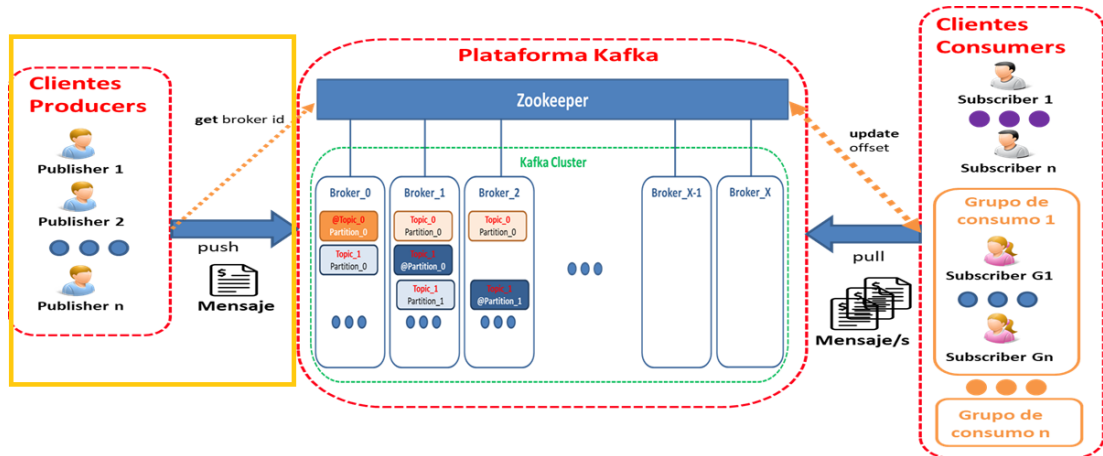 Clientes
Producers
Publisher 1
Publisher 2
Publisher n
get broker id
push
Mensaje
Plataforma Kafka
Zookeeper
Kafka Cluster
Broker_0
@Topic_0
Partition_0
Topic_1
Partition_0
Broker_1
Topic_0
Partition_0
Topic_1
@Partition_0
Topic_1
Partition_1
Broker_2
Topic_0
Partition_0
Topic_1
@Partition_1
Broker_X-1
Broker_X
update
offset
pull
Mensaje/s
Clientes
Consumers
Subscriber 1
Subscriber n
Grupo de
consumo 1
Subscriber G1
Subscriber Gn
Grupo de
consumo n